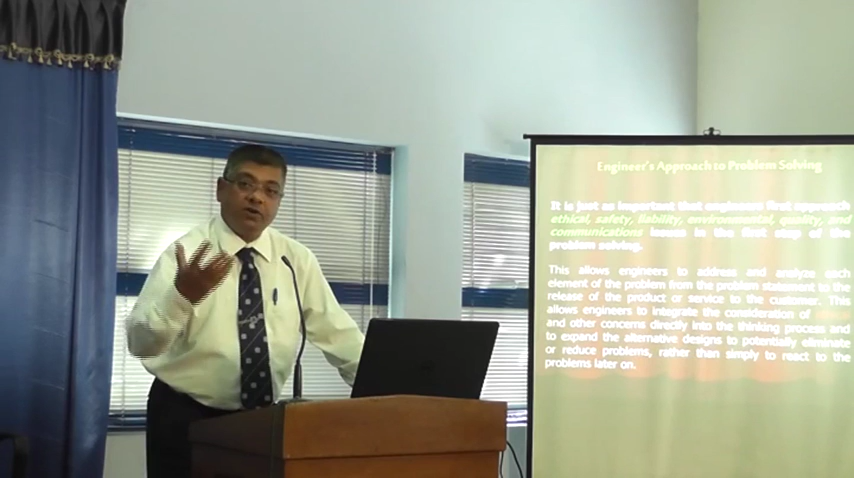 Engineer's Approach to Problem Solving
It is just as important that engineers first approach
ethical, safety, liability, environmental, quality, and
communications issues in the first step of the
problem solving.
This allows engineers to address and analyze each
element of the problem from the problem statement to the
release of the product or service to the customer. This
allows engineers to integrate the consideration of
and other concerns directly into the thinking process and
to expand the alternative designs to potentially eliminate
or reduce problems, rather than simply to react to the
problems later on.